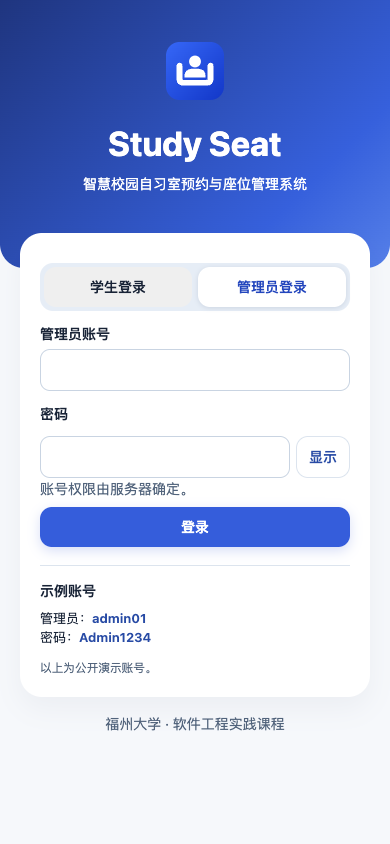 Study Seat
智慧校园自习室预约与座位管理系统
学生登录
管理员登录
管理员账号
密码
显示
账号权限由服务器确定。
登录
示例账号
管理员：admin01
密码：Admin1234
以上为公开演示账号。
福州大学 · 软件工程实践课程